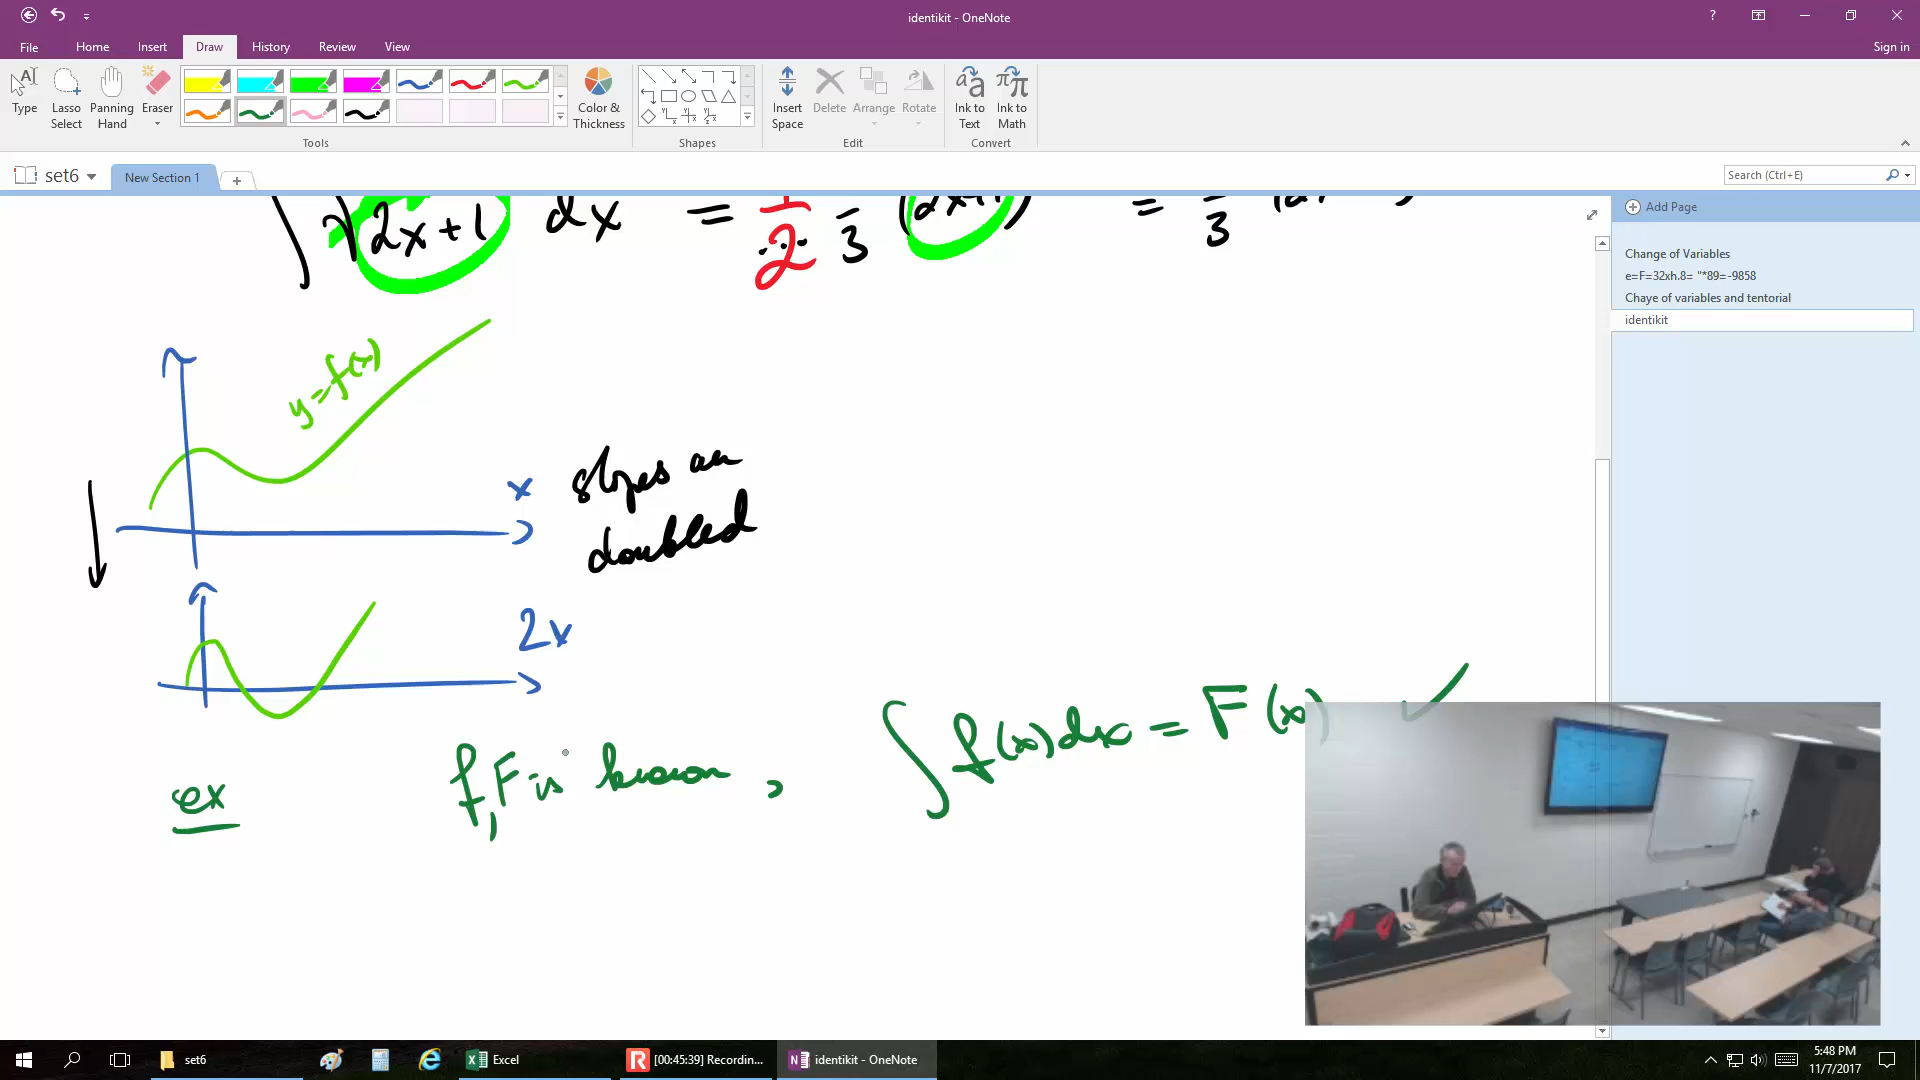 identikit - OneNote
File Home Insert Draw History Review View
Sign in
Type
Lasso Select
Panning Hand
Eraser
Color & Thickness
Insert Space
Delete
Arrange
Rotate
Ink to Text
Ink to Math
Tools
Shapes
Edit
Convert
set6
New Section 1
Search (Ctrl+E)
Add Page
Change of Variables
e=F=32xh.8= "*89=-9858
Chaye of variables and tentorial
identikit
∫ √2x+1 dx = 1/2 · /3 (2x+1) = /3
y=f(x)
x
slopes are
doubled
2x
∫ f(x)dx = F(x) ✓
ex
f, F is known ,
set6
Excel
[00:45:39] Recordin...
identikit - OneNote
5:48 PM
11/7/2017